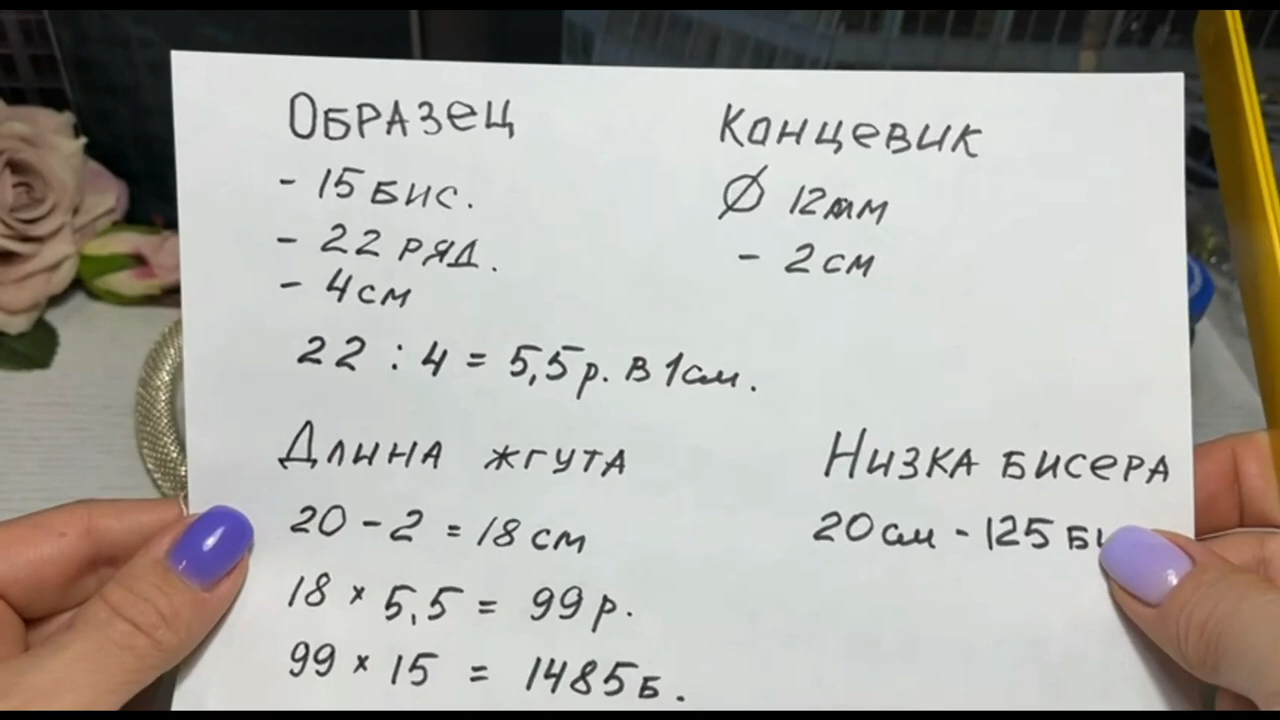 Образец
- 15 бис.
- 22 ряд.
- 4 см
22 : 4 = 5,5 р. в 1 см.
Концевик
Ø 12 мм
- 2 см
Длина жгута
20 - 2 = 18 см
18 × 5,5 = 99 р.
99 × 15 = 1485 б.
Низка бисера
20 см - 125